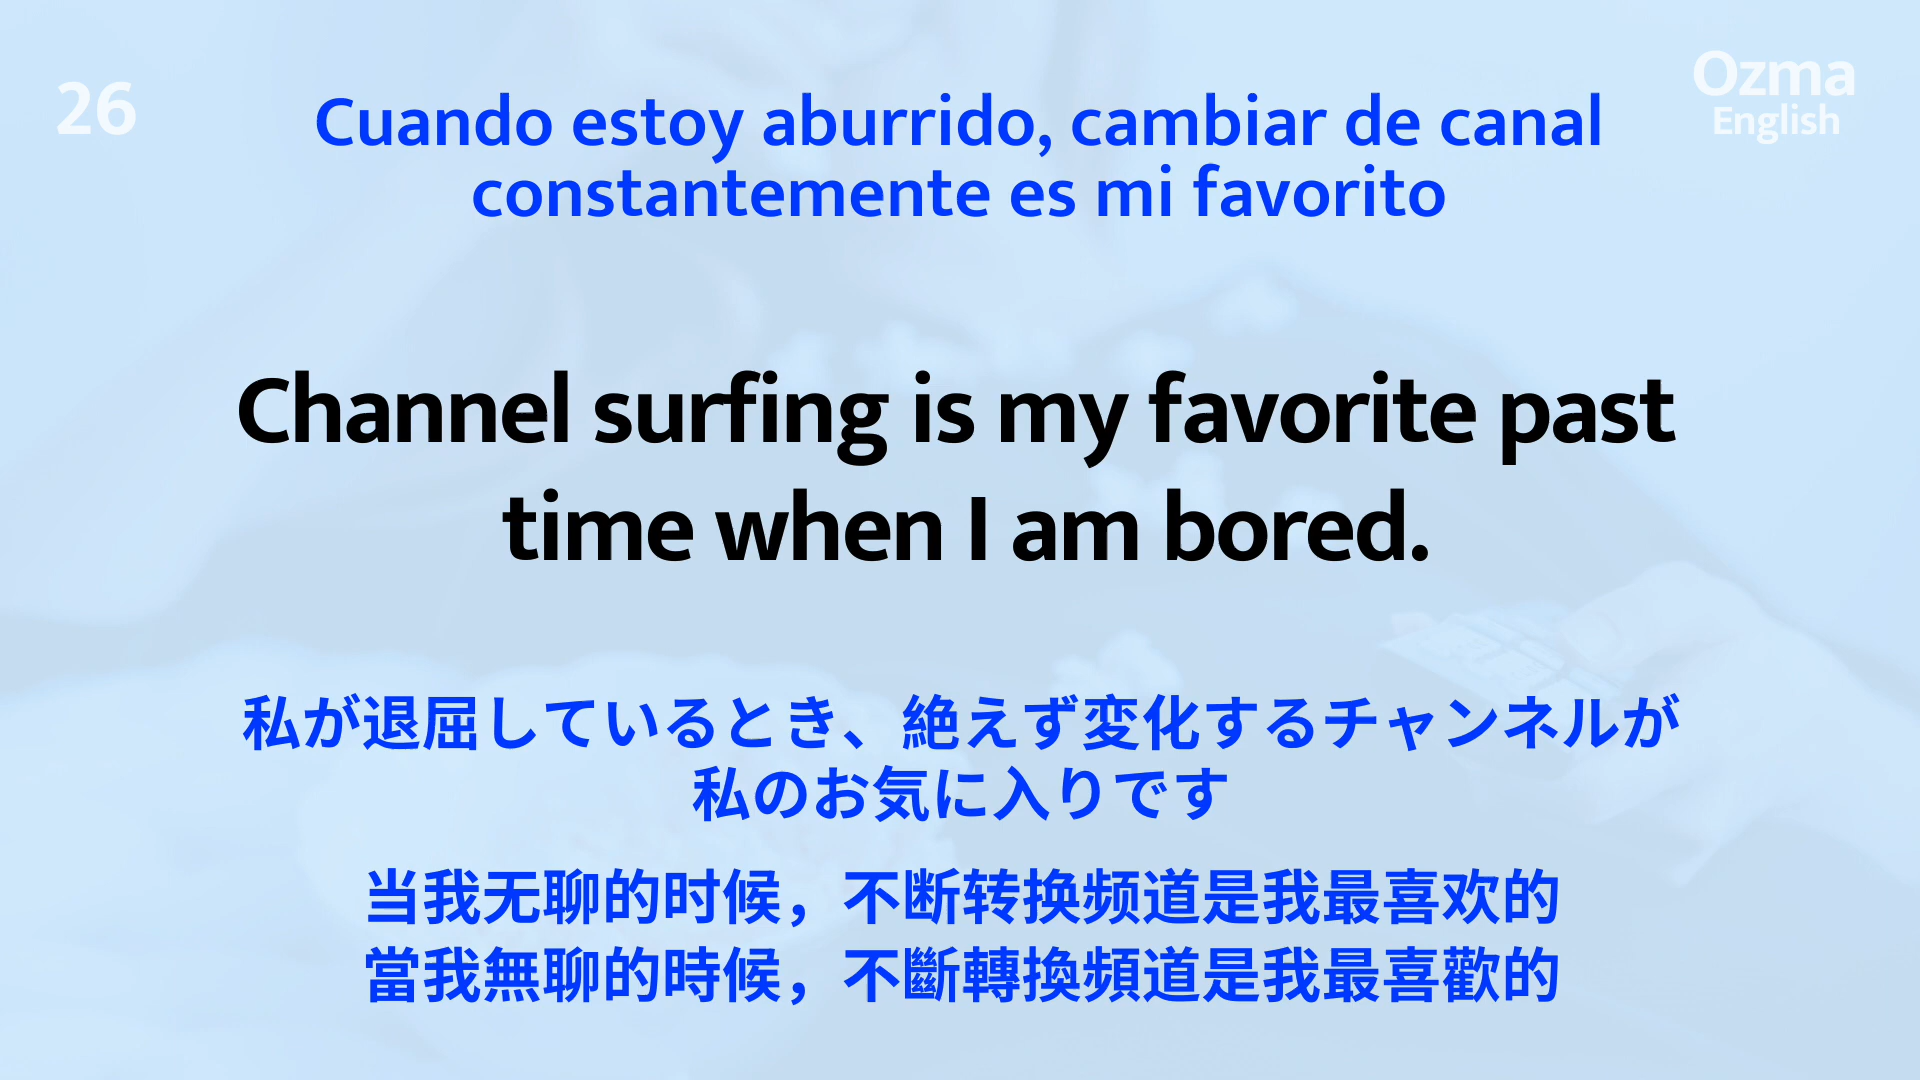 26
Ozma
English
Cuando estoy aburrido, cambiar de canal
constantemente es mi favorito
Channel surfing is my favorite past
time when I am bored.
私が退屈しているとき、絶えず変化するチャンネルが
私のお気に入りです
当我无聊的时候，不断转换频道是我最喜欢的
當我無聊的時候，不斷轉換頻道是我最喜歡的